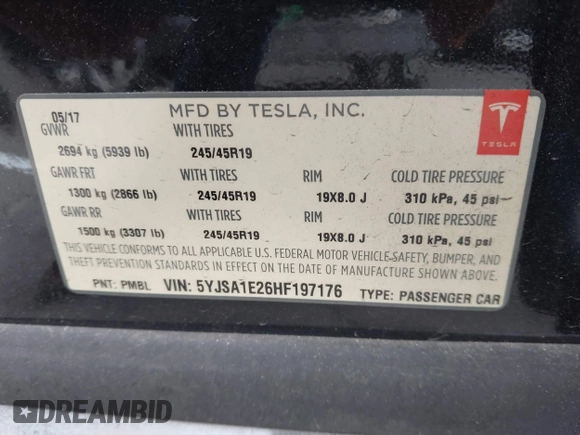 05/17 MFD BY TESLA, INC.
GVWR WITH TIRES
2694 kg (5939 lb) 245/45R19
TESLA
GAWR FRT WITH TIRES RIM COLD TIRE PRESSURE
1300 kg (2866 lb) 245/45R19 19X8.0 J 310 kPa, 45 psi
GAWR RR WITH TIRES RIM COLD TIRE PRESSURE
1500 kg (3307 lb) 245/45R19 19X8.0 J 310 kPa, 45 psi
THIS VEHICLE CONFORMS TO ALL APPLICABLE U.S. FEDERAL MOTOR VEHICLE SAFETY, BUMPER, AND
THEFT PREVENTION STANDARDS IN EFFECT ON THE DATE OF MANUFACTURE SHOWN ABOVE.
PNT: PMBL VIN: 5YJSA1E26HF197176 TYPE: PASSENGER CAR
DREAMBID